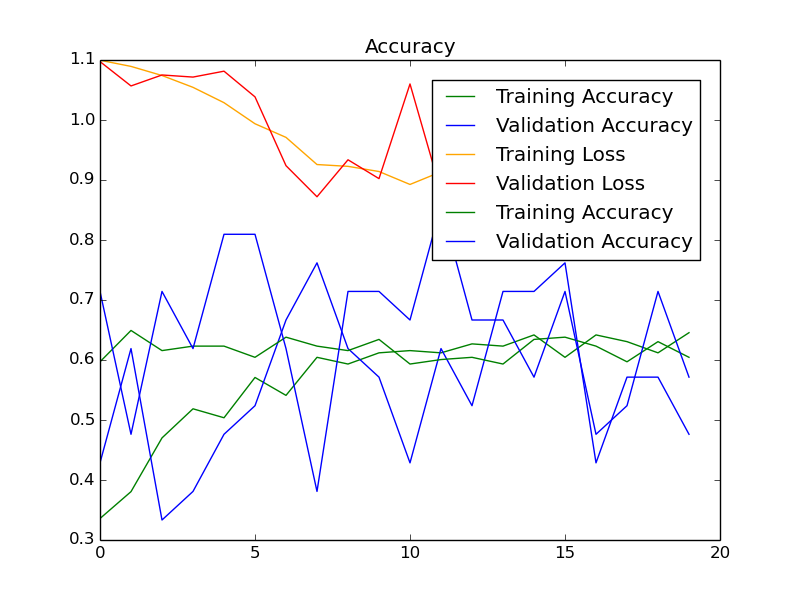 Accuracy
1.1
1.0
0.9
0.8
0.7
0.6
0.5
0.4
0.3
Training Accuracy
Validation Accuracy
Training Loss
Validation Loss
Training Accuracy
Validation Accuracy
0 5 10 15 20